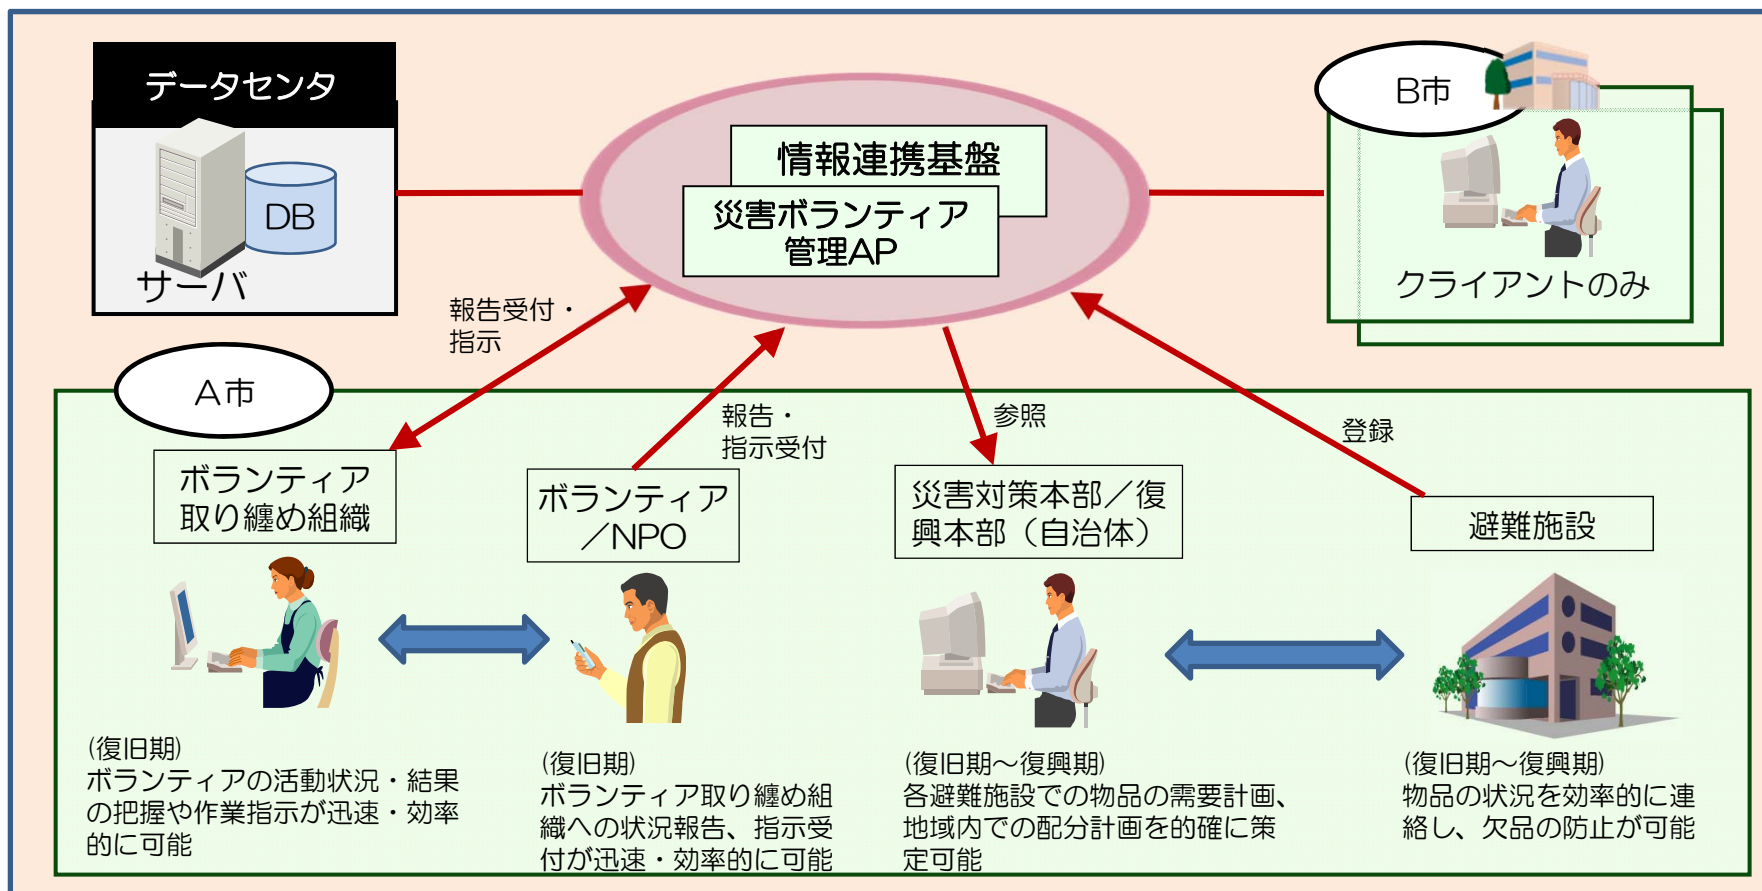 データセンタ
DB
サーバ
情報連携基盤
災害ボランティア
管理AP
B市
クライアントのみ
報告受付・
指示
A市
報告・
指示受付
参照
登録
ボランティア
取り纏め組織
ボランティア
／NPO
災害対策本部／復
興本部（自治体）
避難施設
(復旧期)
ボランティアの活動状況・結果
の把握や作業指示が迅速・効率
的に可能
(復旧期)
ボランティア取り纏め組
織への状況報告、指示受
付が迅速・効率的に可能
(復旧期～復興期)
各避難施設での物品の需要計画、
地域内での配分計画を的確に策
定可能
(復旧期～復興期)
物品の状況を効率的に連
絡し、欠品の防止が可能